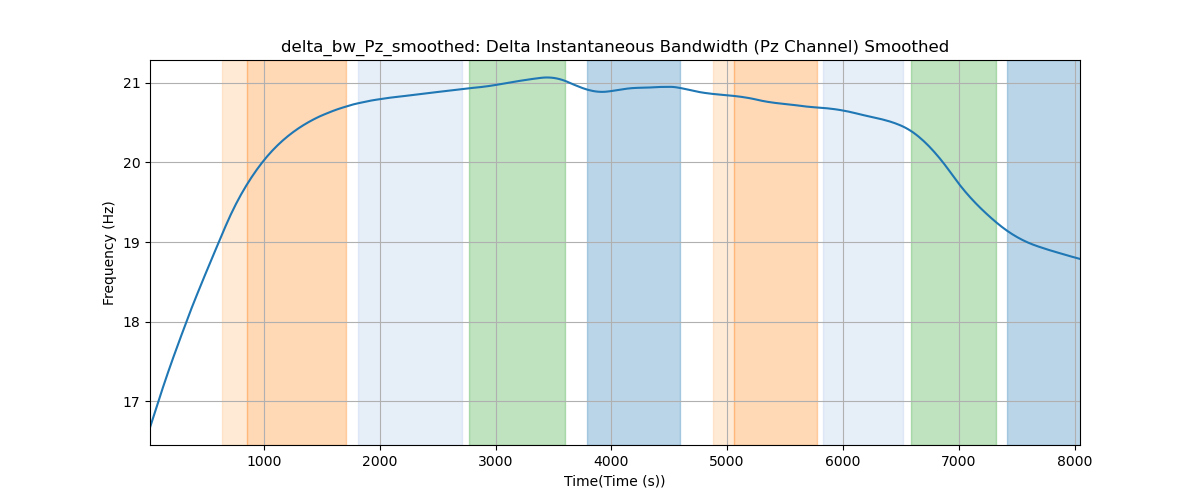 delta_bw_Pz_smoothed: Delta Instantaneous Bandwidth (Pz Channel) Smoothed
Frequency (Hz)
21
20
19
18
17
1000 2000 3000 4000 5000 6000 7000 8000
Time(Time (s))